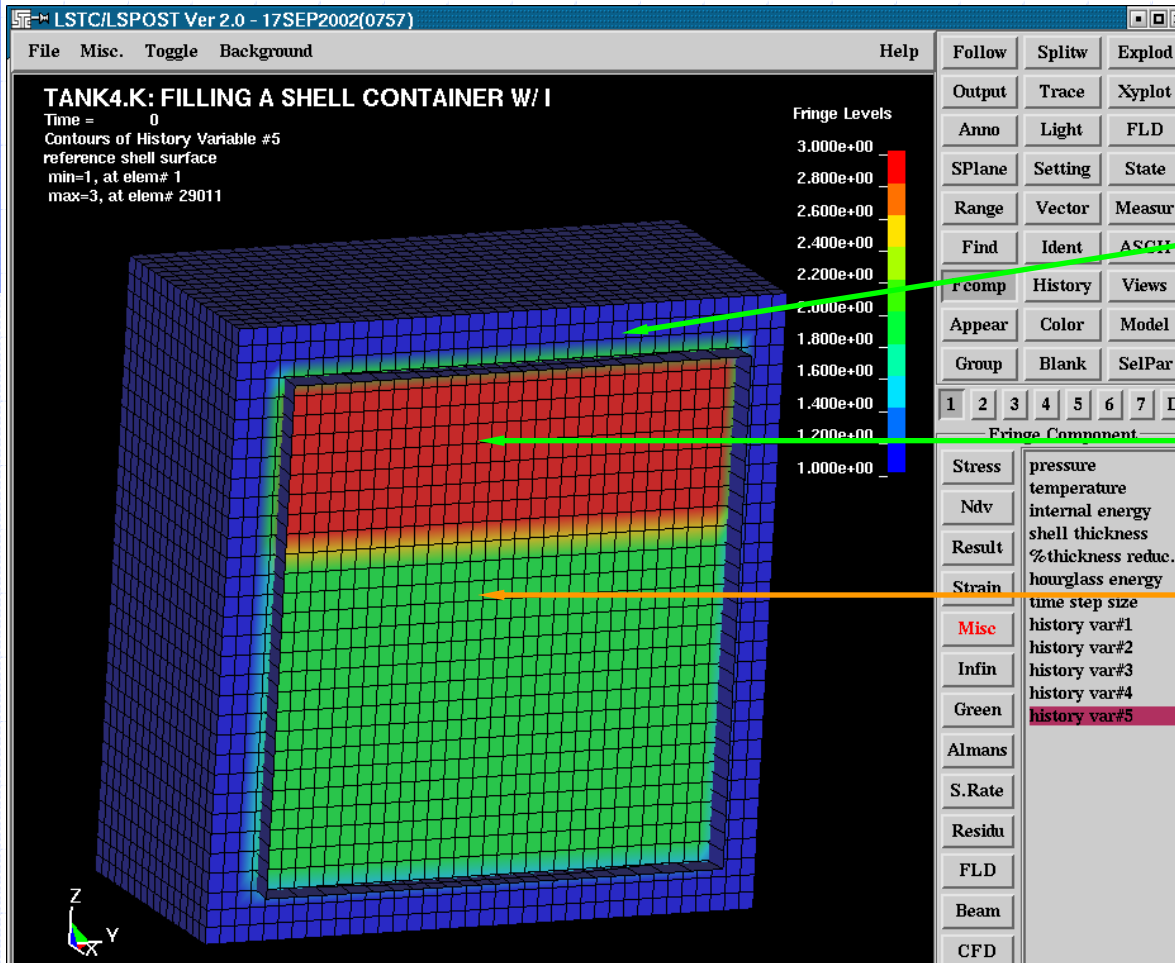 LSTC/LSPOST Ver 2.0 - 17SEP2002(0757)
File Misc. Toggle Background Help
TANK4.K: FILLING A SHELL CONTAINER W/ I
Time = 0
Contours of History Variable #5
reference shell surface
min=1, at elem# 1
max=3, at elem# 29011
Fringe Levels
3.000e+00
2.800e+00
2.600e+00
2.400e+00
2.200e+00
2.000e+00
1.800e+00
1.600e+00
1.400e+00
1.200e+00
1.000e+00
Z
Y
X
Follow Splitw Explod
Output Trace Xyplot
Anno Light FLD
SPlane Setting State
Range Vector Measur
Find Ident ASCII
Fcomp History Views
Appear Color Model
Group Blank SelPar
1 2 3 4 5 6 7 D
Fringe Component
Stress
Ndv
Result
Strain
Misc
Infin
Green
Almans
S.Rate
Residu
FLD
Beam
CFD
pressure
temperature
internal energy
shell thickness
%thickness reduc.
hourglass energy
time step size
history var#1
history var#2
history var#3
history var#4
history var#5